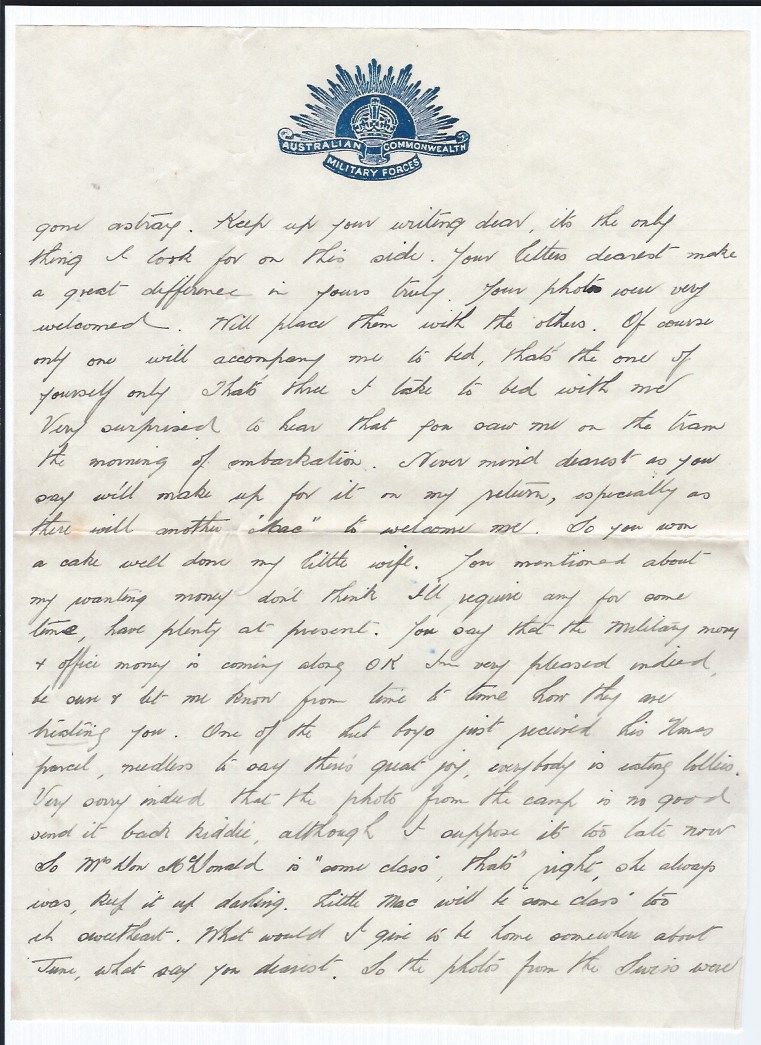 AUSTRALIAN COMMONWEALTH
MILITARY FORCES
gone astray. Keep up your writing dear, its the only
thing I look for on this side. Your letters dearest make
a great difference in yours truly. Your photos were very
welcomed. Will place them with the others. Of course
only one will accompany me to bed, thats the one of
yourself only Thats three I take to bed with me
Very surprised to hear that you saw me on the tram
the morning of embarkation. Never mind dearest as you
say we'll make up for it on my return, especially as
there will another "Mac" to welcome me. So you won
a cake well done my little wife. You mentioned about
my wanting money don't think I'll require any for some
time, have plenty at present. You say that the Military money
& office money is coming along OK Im very pleased indeed,
be sure & let me know from time to time how they are
treating you. One of the hut boys just received his Xmas
parcel, needless to say there's great joy, everybody is eating lollies.
Very sorry indeed that the photo from the camp is no good
send it back Kiddie, although I suppose it too late now
So Mrs Don McDonald is "some class", thats right, she always
was, keep it up darling. Little Mac will be some class too
eh sweetheart. What would I give to be home somewhere about
June, what say you dearest. So the photos from the Swiss were